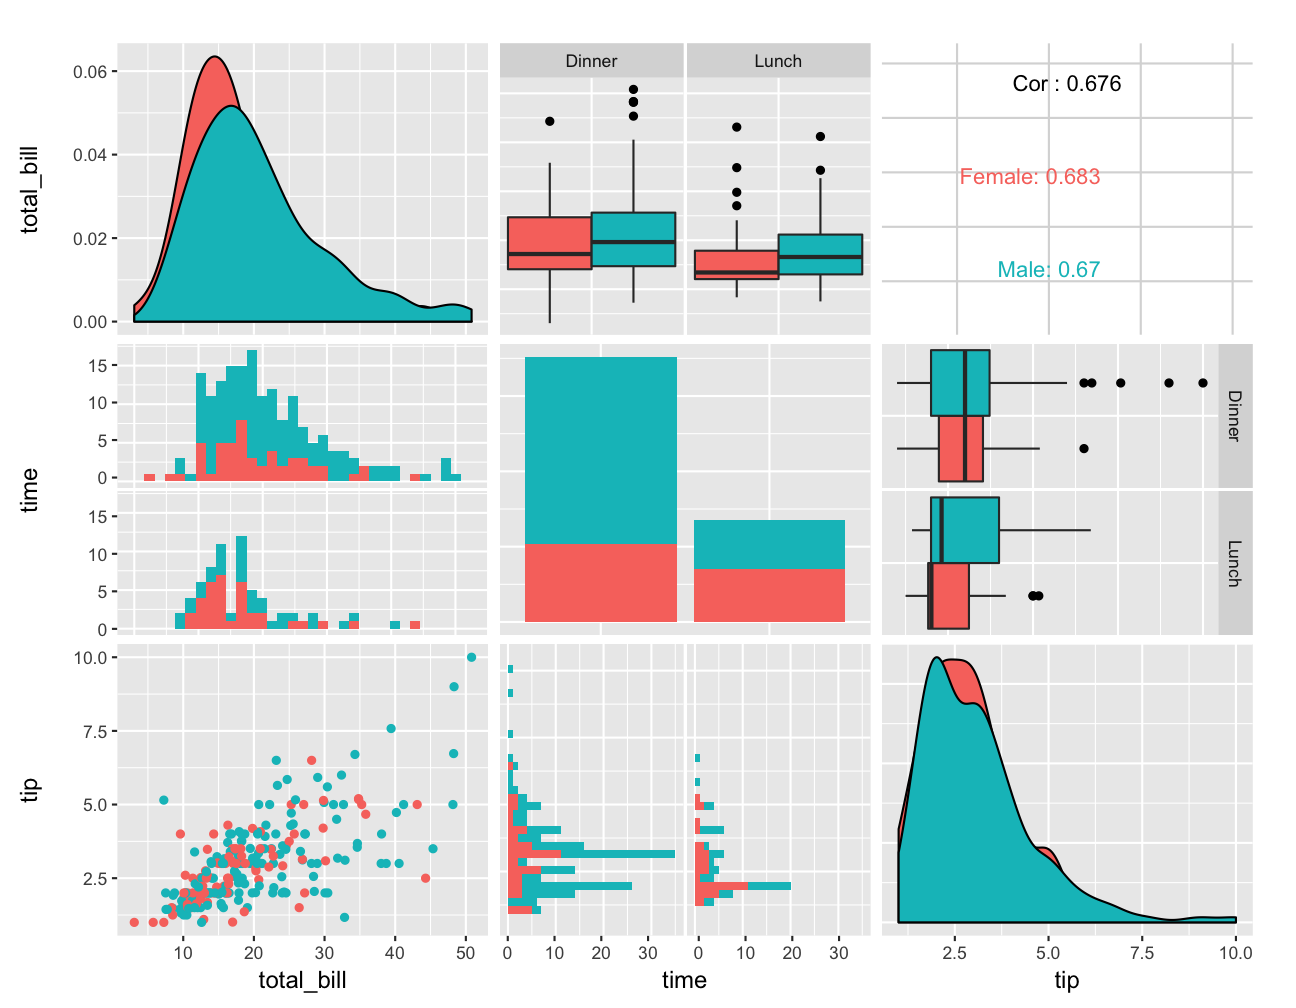 Dinner
Lunch
Cor : 0.676
Female: 0.683
Male: 0.67
total_bill
0.06
0.04
0.02
0.00
time
15
10
5
0
15
10
5
0
Dinner
Lunch
tip
10.0
7.5
5.0
2.5
10 20 30 40 50
0 10 20 30 0 10 20 30
2.5 5.0 7.5 10.0
total_bill
time
tip